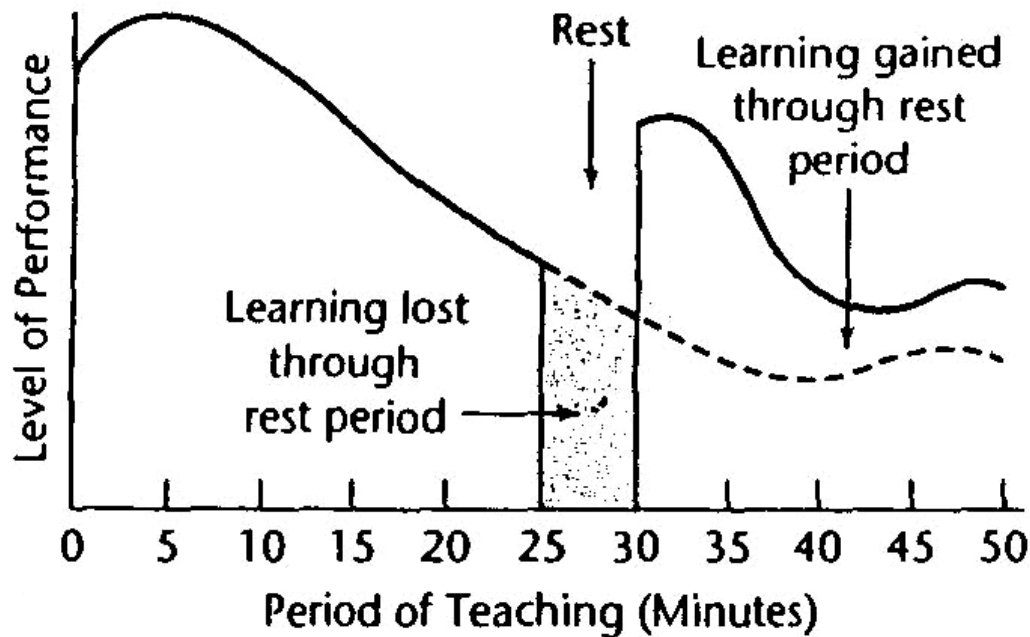 Rest
Learning gained
through rest
period
Level of Performance
Learning lost
through
rest period
0 5 10 15 20 25 30 35 40 45 50
Period of Teaching (Minutes)